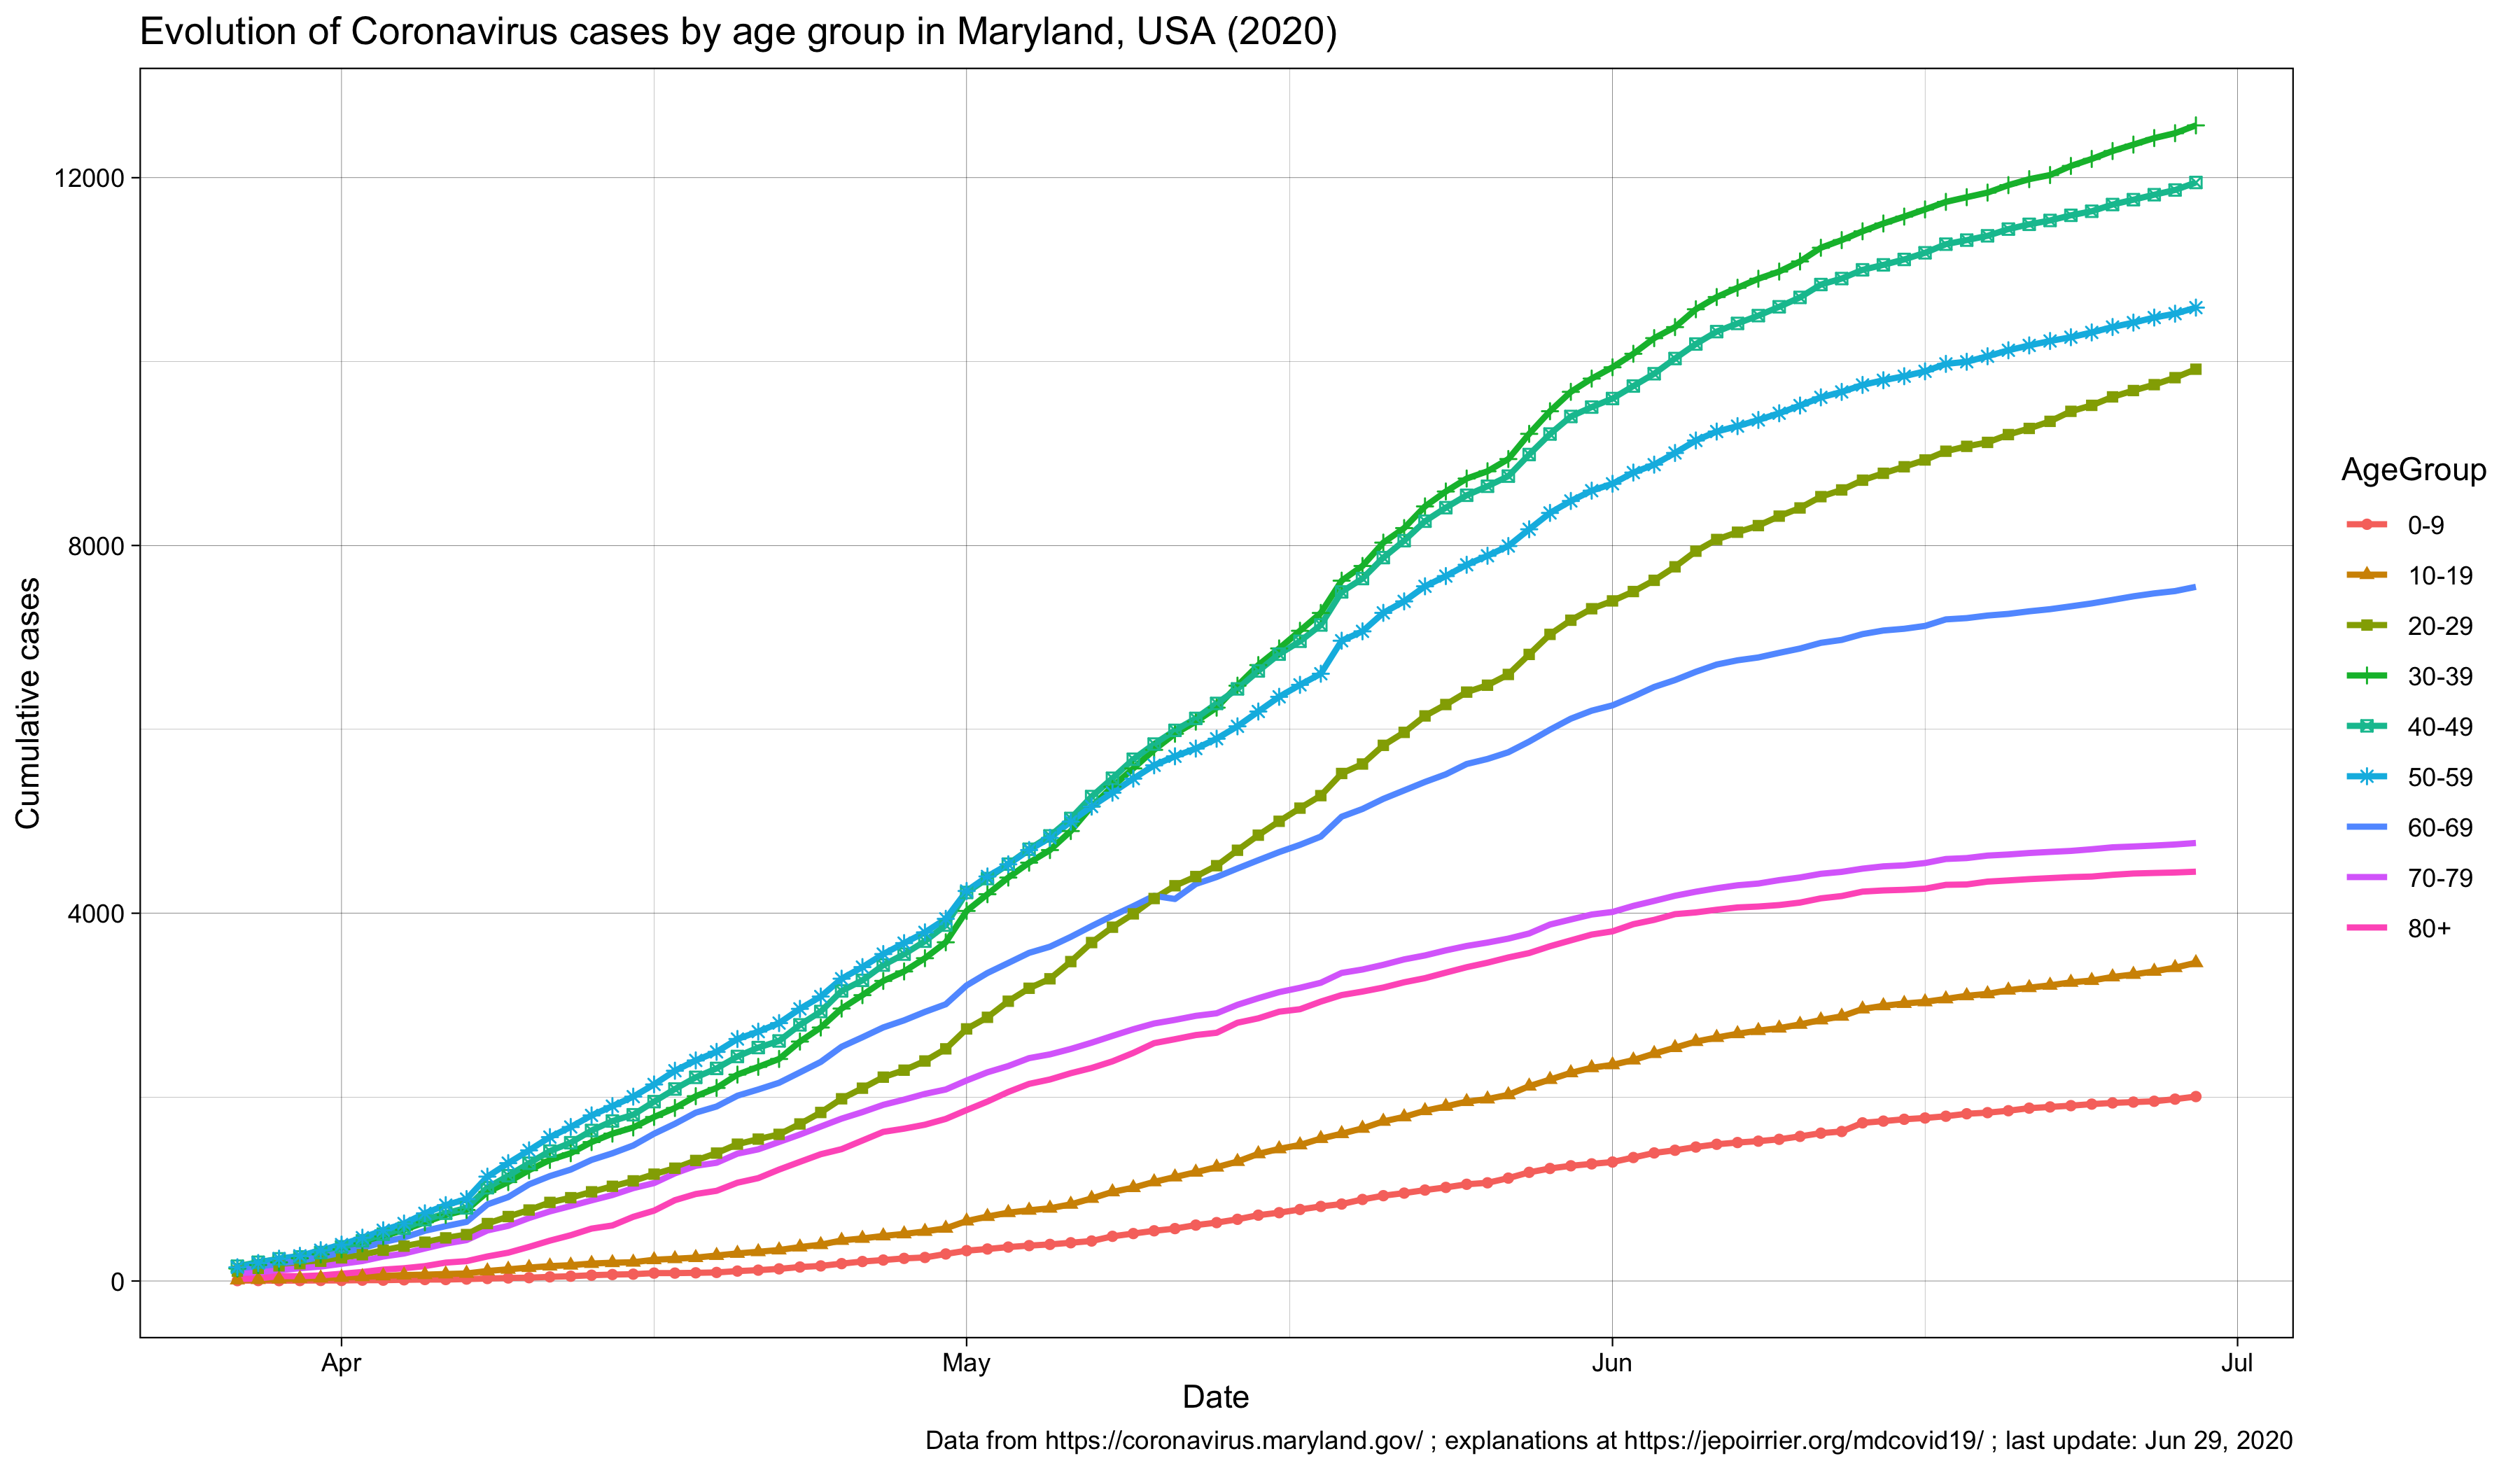 Evolution of Coronavirus cases by age group in Maryland, USA (2020)
12000
8000
4000
0
Cumulative cases
Apr
May
Jun
Jul
Date
AgeGroup
0-9
10-19
20-29
30-39
40-49
50-59
60-69
70-79
80+
Data from https://coronavirus.maryland.gov/ ; explanations at https://jepoirrier.org/mdcovid19/ ; last update: Jun 29, 2020